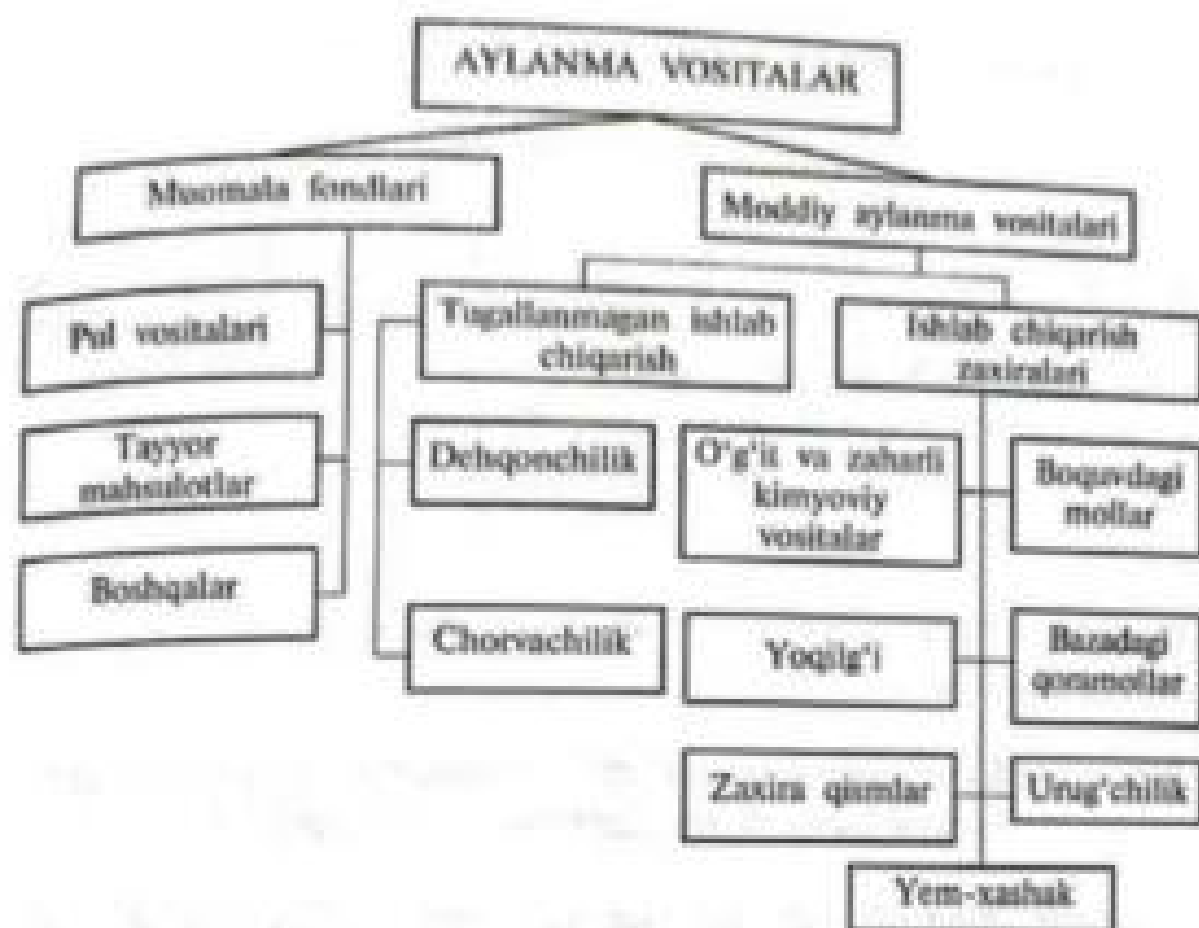 AYLANMA VOSITALAR
Muomala fondlari
Moddiy aylanma vositalari
Pul vositalari
Tugallanmagan ishlab
chiqarish
Ishlab chiqarish
zaxiralari
Tayyor
mahsulotlar
Dehqonchilik
O‘g‘it va zaharli
kimyoviy
vositalar
Boquvdagi
mollar
Boshqalar
Chorvachilik
Yoqilg‘i
Bazadagi
qoramollar
Zaxira qismlar
Urug‘chilik
Yem-xashak